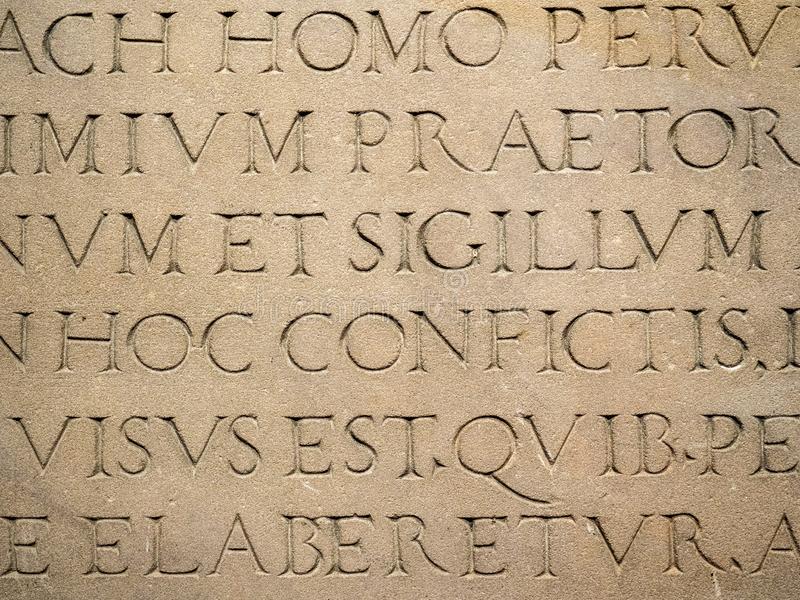 ACH HOMO PERV
IMIVM PRAETOR
NVM ET SIGILLVM
N HOC CONFICTIS.
VISVS EST. QVIB. PE
E ELABERETVR. A